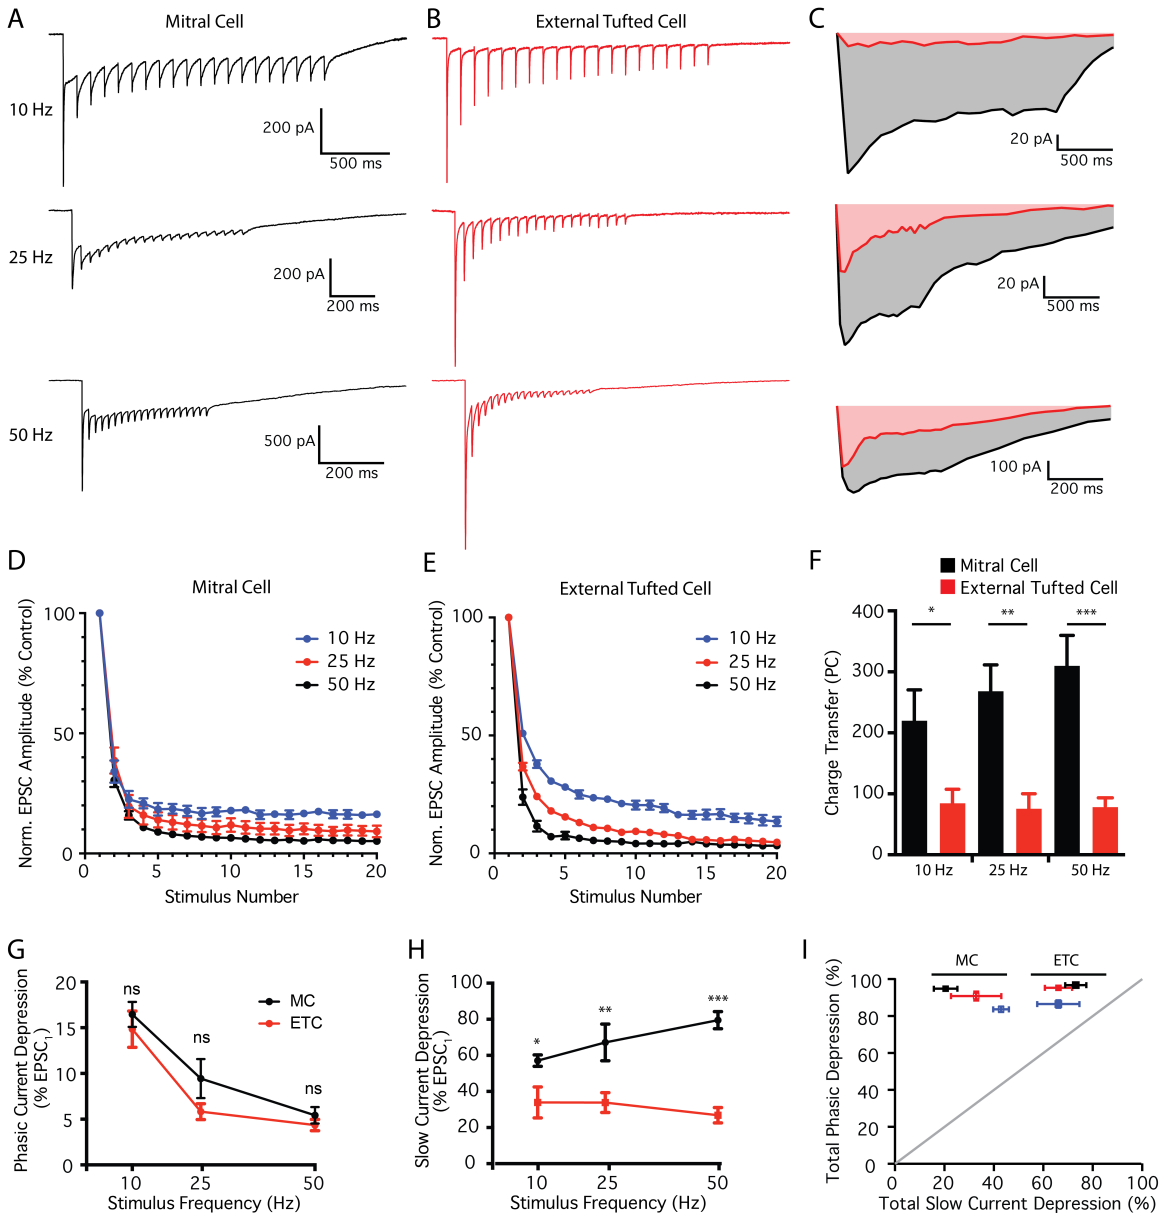 A
Mitral Cell
B
External Tufted Cell
C
10 Hz
200 pA
500 ms
20 pA
500 ms
25 Hz
200 pA
200 ms
20 pA
500 ms
50 Hz
500 pA
200 ms
100 pA
200 ms
D
Mitral Cell
Norm. EPSC Amplitude (% Control)
100
50
0
10 Hz
25 Hz
50 Hz
0 5 10 15 20
Stimulus Number
E
External Tufted Cell
Norm. EPSC Amplitude (% Control)
100
50
0
10 Hz
25 Hz
50 Hz
0 5 10 15 20
Stimulus Number
F
Mitral Cell
External Tufted Cell
Charge Transfer (PC)
400
300
200
100
0
* ** ***
10 Hz 25 Hz 50 Hz
G
Phasic Current Depression
(% EPSC1)
20
15
10
5
0
ns
ns
ns
MC
ETC
10 25 50
Stimulus Frequency (Hz)
H
Slow Current Depression
(% EPSC1)
100
80
60
40
20
0
*
**
***
10 25 50
Stimulus Frequency (Hz)
I
MC ETC
Total Phasic Depression (%)
100
80
60
40
20
0
0 20 40 60 80 100
Total Slow Current Depression (%)